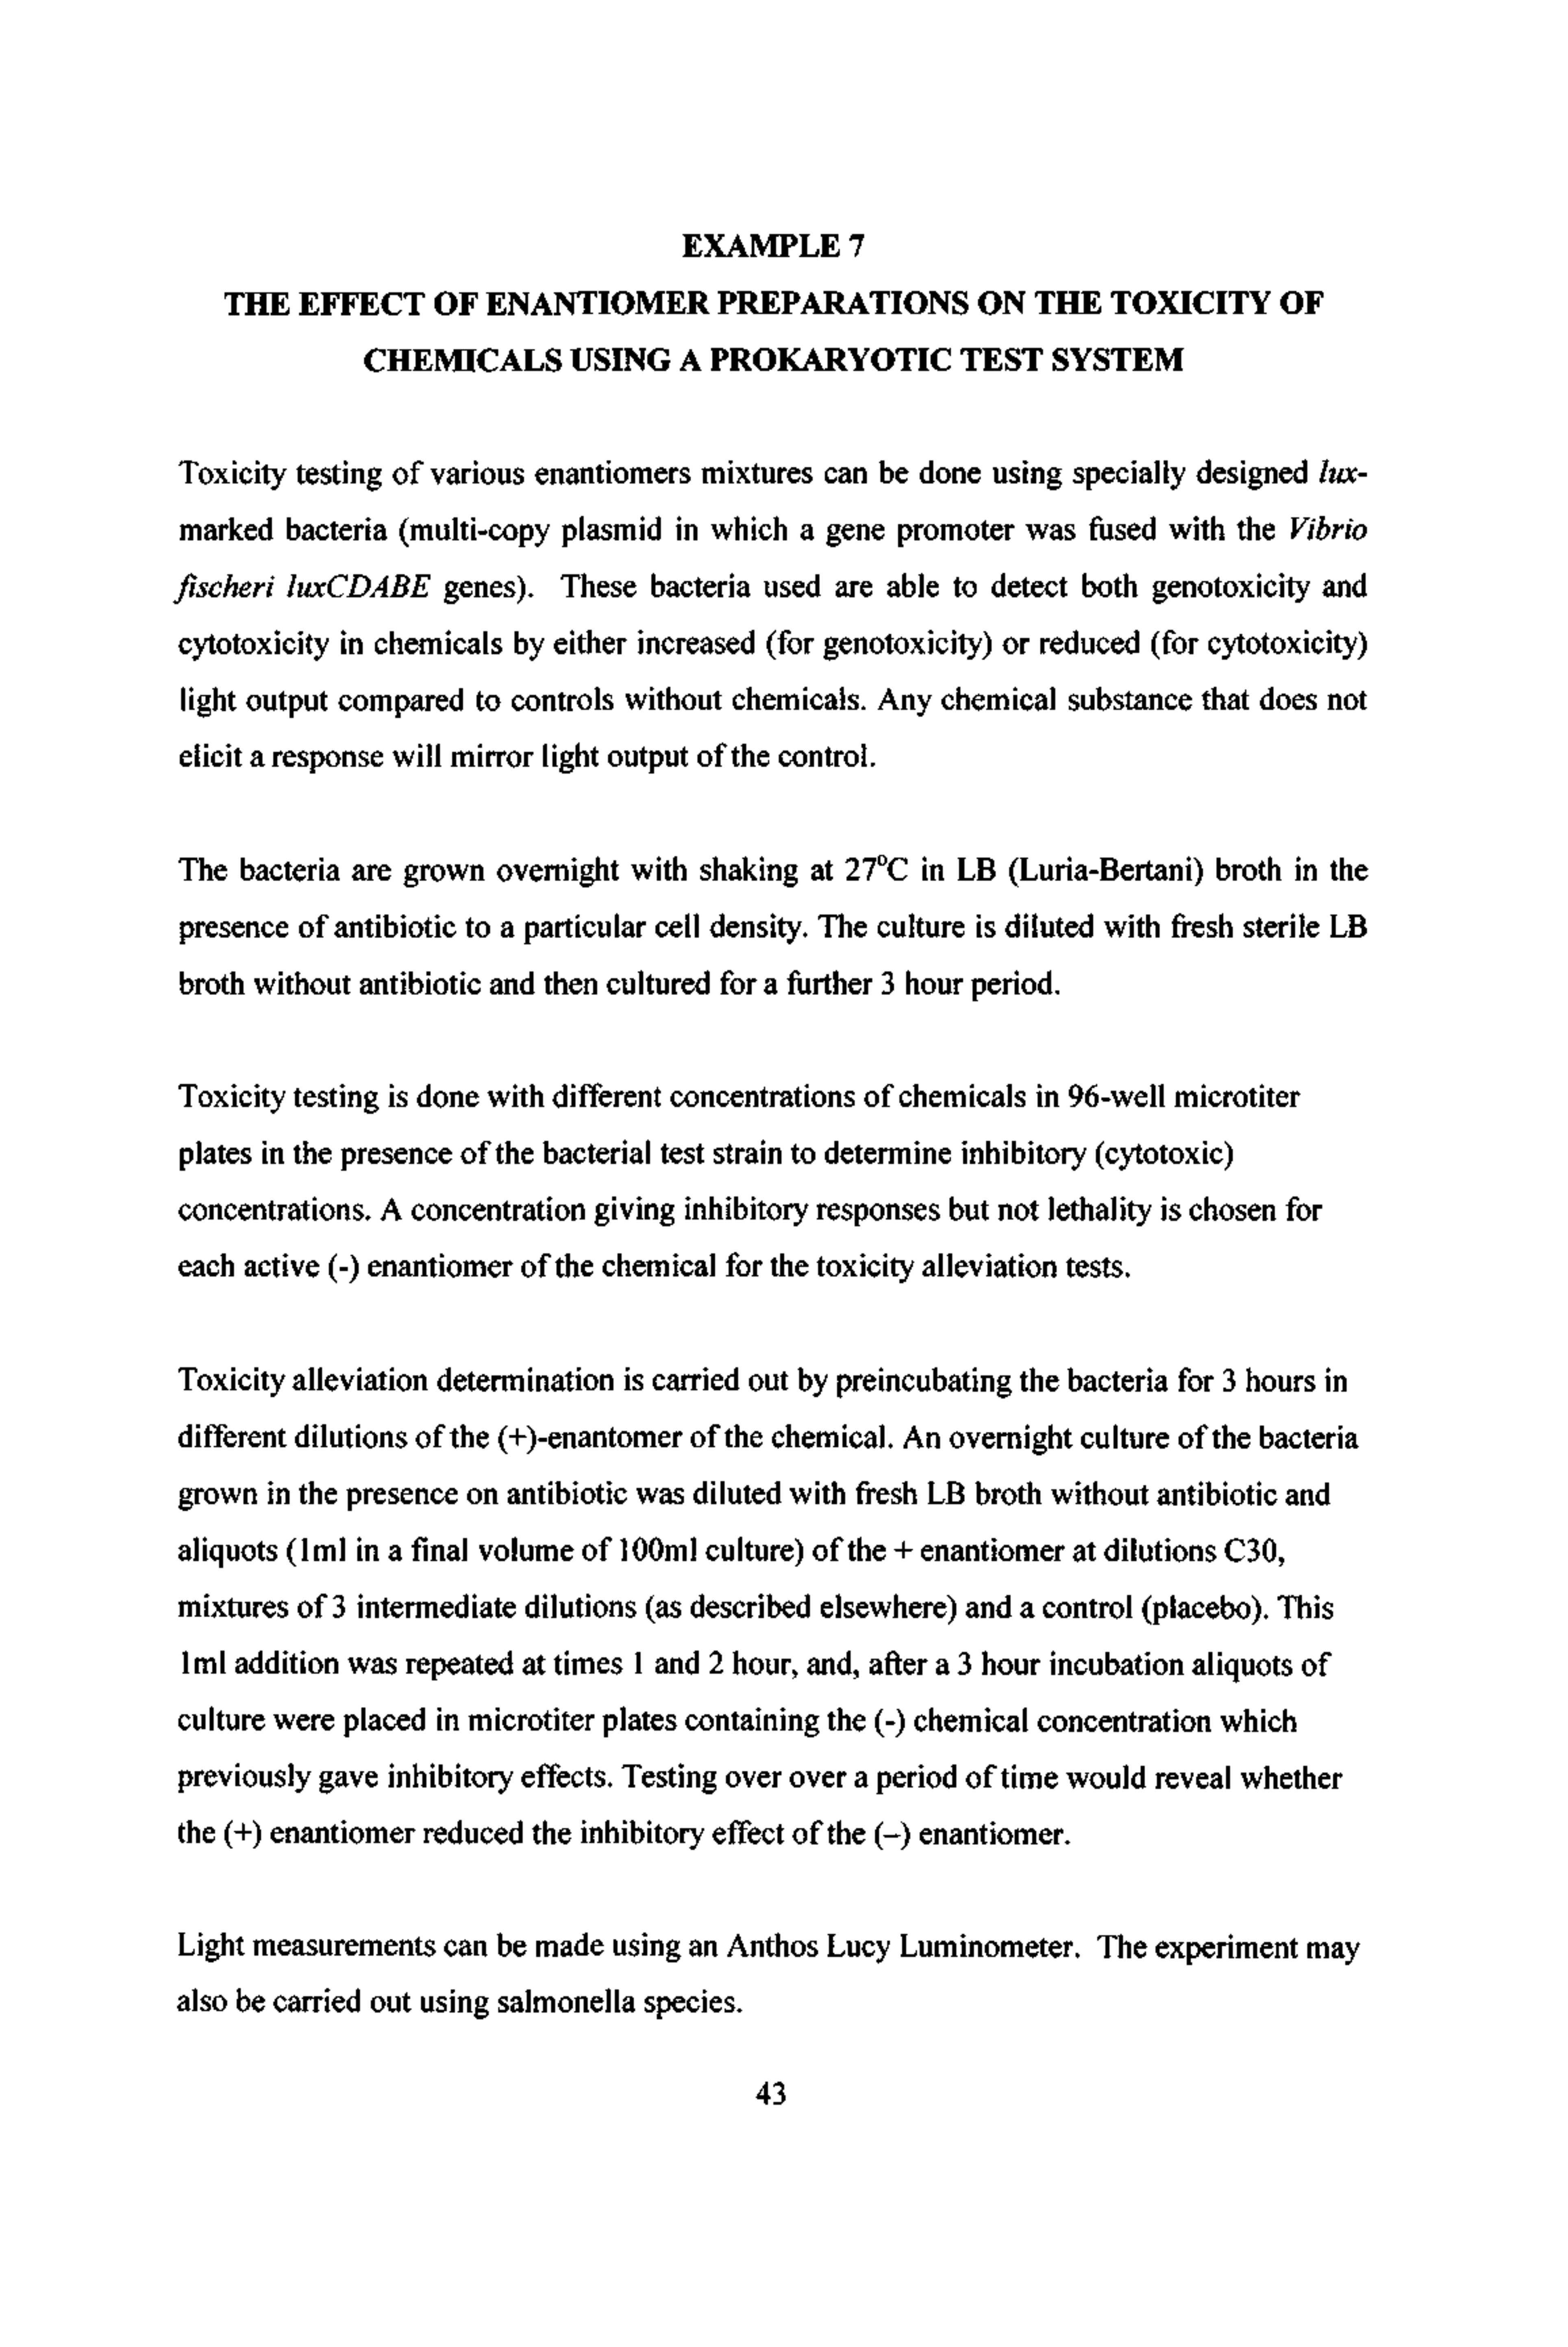 EXAMPLE 7
THE EFFECT OF ENANTIOMER PREPARATIONS ON THE TOXICITY OF
CHEMICALS USING A PROKARYOTIC TEST SYSTEM
Toxicity testing of various enantiomers mixtures can be done using specially designed lux-
marked bacteria (multi-copy plasmid in which a gene promoter was fused with the Vibrio
fischeri luxCDABE genes). These bacteria used are able to detect both genotoxicity and
cytotoxicity in chemicals by either increased (for genotoxicity) or reduced (for cytotoxicity)
light output compared to controls without chemicals. Any chemical substance that does not
elicit a response will mirror light output of the control.
The bacteria are grown overnight with shaking at 27°C in LB (Luria-Bertani) broth in the
presence of antibiotic to a particular cell density. The culture is diluted with fresh sterile LB
broth without antibiotic and then cultured for a further 3 hour period.
Toxicity testing is done with different concentrations of chemicals in 96-well microtiter
plates in the presence of the bacterial test strain to determine inhibitory (cytotoxic)
concentrations. A concentration giving inhibitory responses but not lethality is chosen for
each active (-) enantiomer of the chemical for the toxicity alleviation tests.
Toxicity alleviation determination is carried out by preincubating the bacteria for 3 hours in
different dilutions of the (+)-enantomer of the chemical. An overnight culture of the bacteria
grown in the presence on antibiotic was diluted with fresh LB broth without antibiotic and
aliquots (1ml in a final volume of 100ml culture) of the + enantiomer at dilutions C30,
mixtures of 3 intermediate dilutions (as described elsewhere) and a control (placebo). This
1ml addition was repeated at times 1 and 2 hour, and, after a 3 hour incubation aliquots of
culture were placed in microtiter plates containing the (-) chemical concentration which
previously gave inhibitory effects. Testing over over a period of time would reveal whether
the (+) enantiomer reduced the inhibitory effect of the (–) enantiomer.
Light measurements can be made using an Anthos Lucy Luminometer. The experiment may
also be carried out using salmonella species.
43